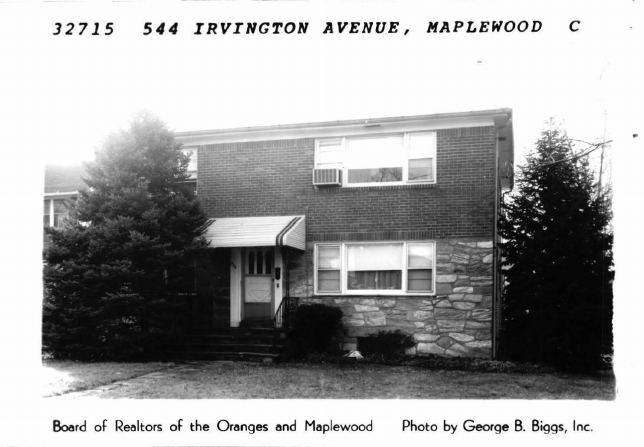 32715 544 IRVINGTON AVENUE, MAPLEWOOD C
Board of Realtors of the Oranges and Maplewood Photo by George B. Biggs, Inc.